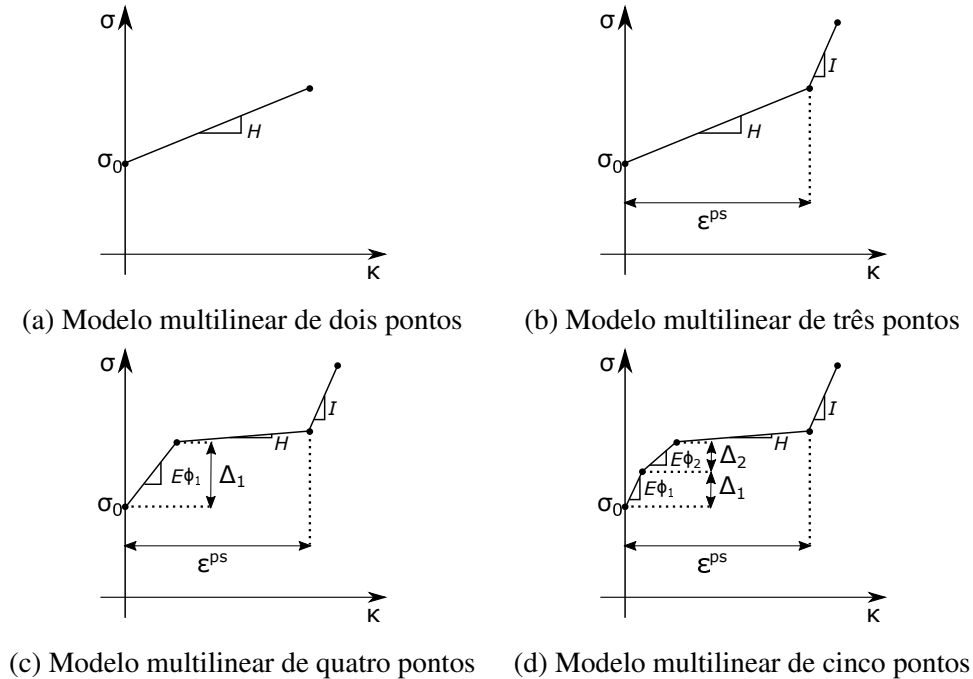 σ
σ₀
H
κ
(a) Modelo multilinear de dois pontos
σ
I
σ₀
H
εᵖˢ
κ
(b) Modelo multilinear de três pontos
σ
I
H
Eϕ₁
Δ₁
σ₀
εᵖˢ
κ
(c) Modelo multilinear de quatro pontos
σ
I
H
Eϕ₂
Δ₂
Eϕ₁
Δ₁
σ₀
εᵖˢ
κ
(d) Modelo multilinear de cinco pontos